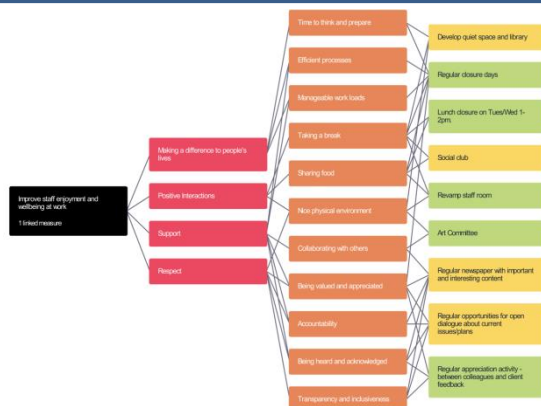 Improve staff enjoyment and
wellbeing at work
1 linked measure
Making a difference to people's
lives
Positive Interactions
Support
Respect
Time to think and prepare
Efficient processes
Manageable work loads
Taking a break
Sharing food
Nice physical environment
Collaborating with others
Being valued and appreciated
Accountability
Being heard and acknowledged
Transparency and inclusiveness
Develop quiet space and library
Regular closure days
Lunch closure on Tues/Wed 1-
2pm.
Social club
Revamp staff room
Art Committee
Regular newspaper with important
and interesting content
Regular opportunities for open
dialogue about current
issues/plans
Regular appreciation activity -
between colleagues and client
feedback